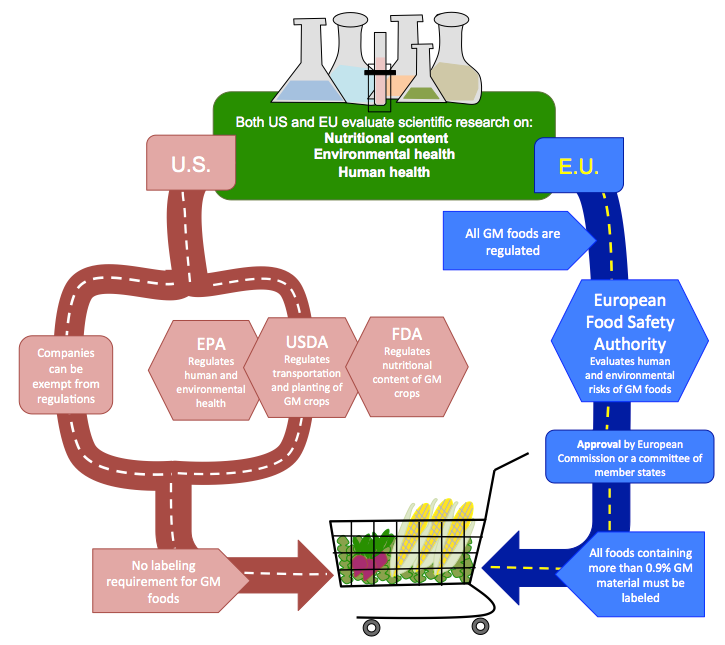 Both US and EU evaluate scientific research on:
Nutritional content
Environmental health
Human health
U.S.
E.U.
All GM foods are
regulated
European
Food Safety
Authority
Evaluates human
and environmental
risks of GM foods
Companies
can be
exempt from
regulations
EPA
Regulates
human and
environmental
health
USDA
Regulates
transportation
and planting of
GM crops
FDA
Regulates
nutritional
content of GM
crops
Approval by European
Commission or a committee of
member states
No labeling
requirement for GM
foods
All foods containing
more than 0.9% GM
material must be
labeled